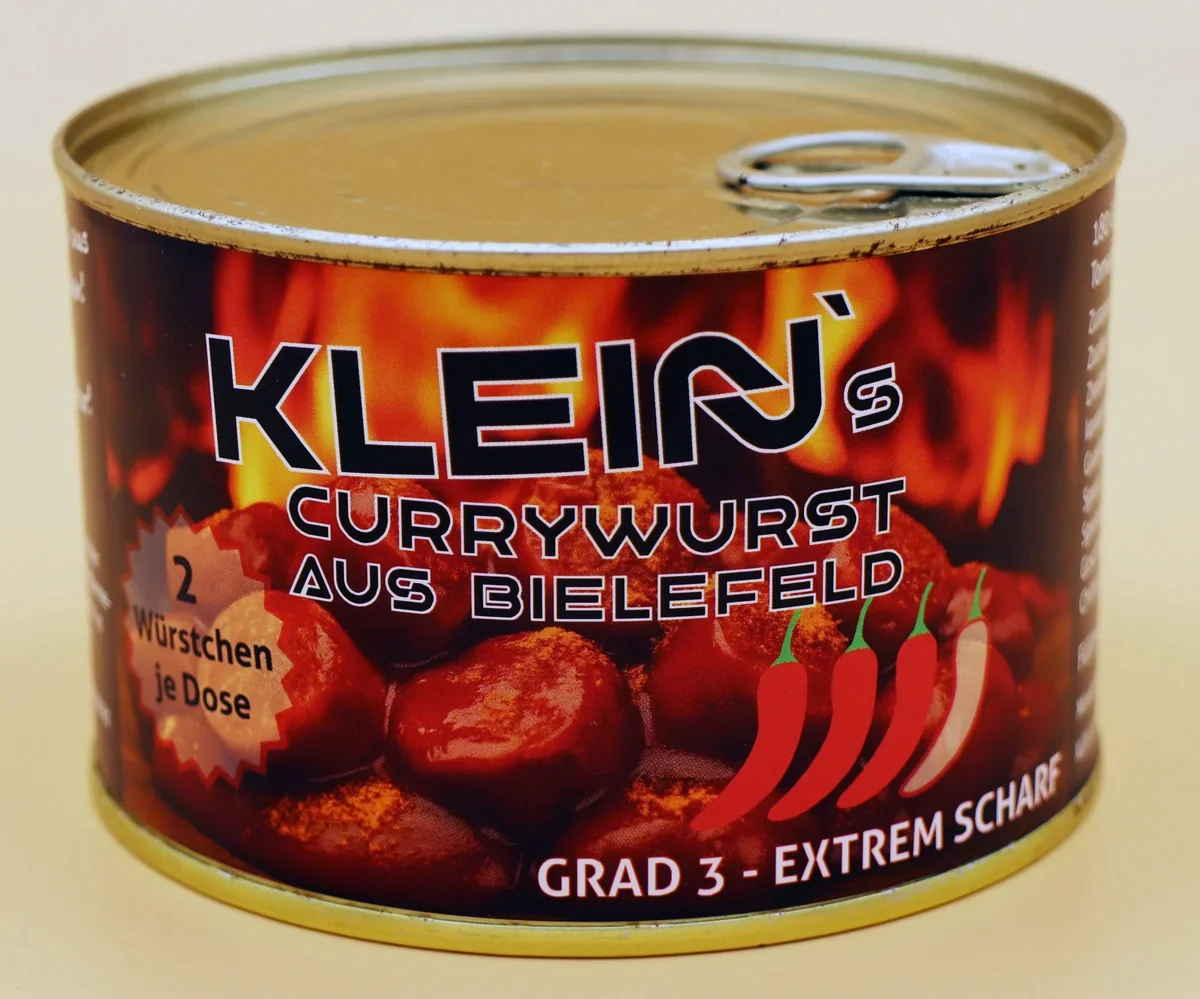 KLEIN`s
CURRYWURST
AUS BIELEFELD
2
Würstchen
je Dose
GRAD 3 - EXTREM SCHARF